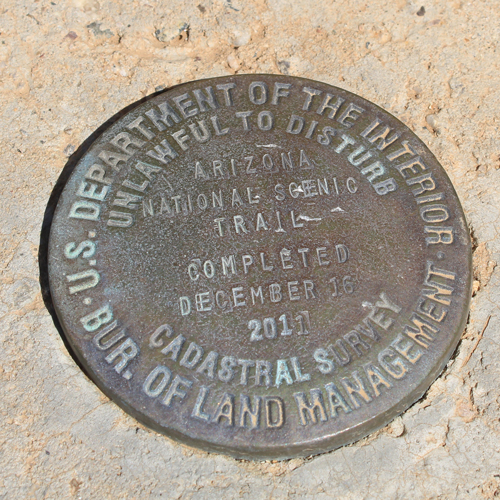 U.S. DEPARTMENT OF THE INTERIOR
UNLAWFUL TO DISTURB
ARIZONA
NATIONAL SCENIC
TRAIL
COMPLETED
DECEMBER 16
2011
CADASTRAL SURVEY
BUR. OF LAND MANAGEMENT